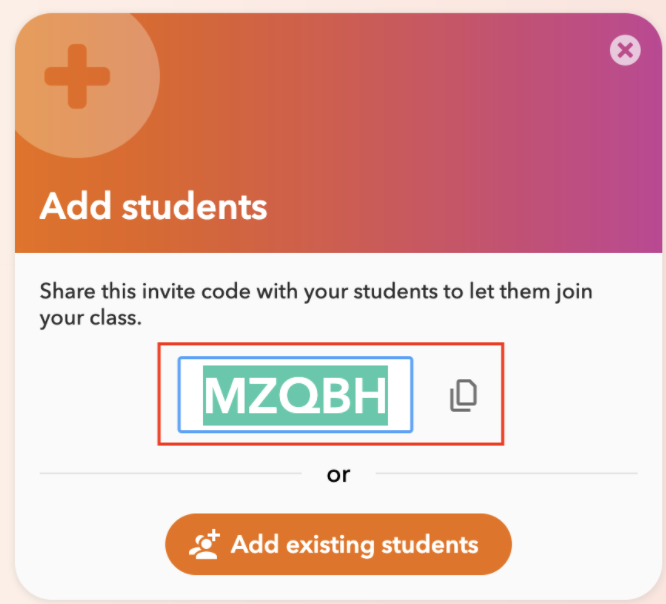 Add students
Share this invite code with your students to let them join
your class.
MZQBH
or
Add existing students